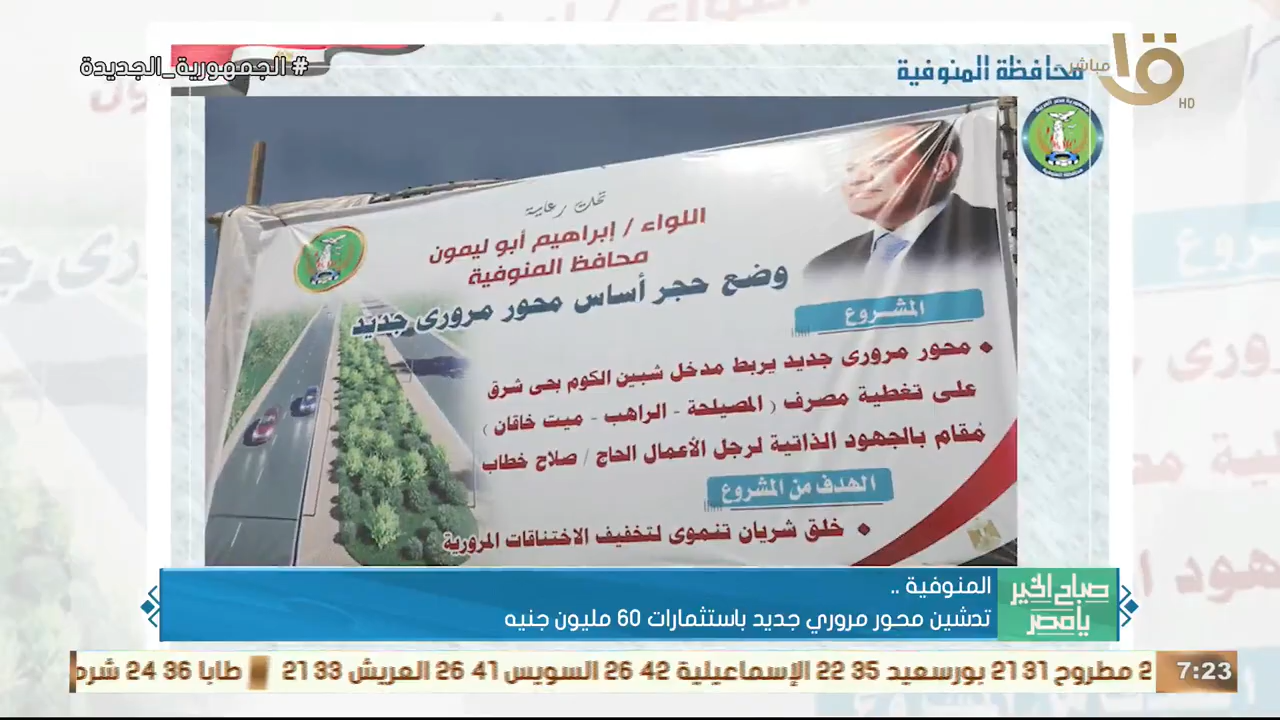 #الجمهورية_الجديدة
محافظة المنوفية
مباشر
HD
تحت رعاية
اللواء / إبراهيم أبو ليمون
محافظ المنوفية
وضع حجر أساس محور مرورى جديد
المشروع
محور مرورى جديد يربط مدخل شبين الكوم بحى شرق
على تغطية مصرف ( المصيلحة - الراهب - ميت خاقان )
مُقام بالجهود الذاتية لرجل الأعمال الحاج / صلاح خطاب
الهدف من المشروع
خلق شريان تنموى لتخفيف الاختناقات المرورية
صباح الخير
يا مصر
المنوفية ..
تدشين محور مروري جديد باستثمارات 60 مليون جنيه
7:23
2 مطروح 31 21 بورسعيد 35 22 الإسماعيلية 42 26 السويس 41 26 العريش 33 21 طابا 36 24 شرم